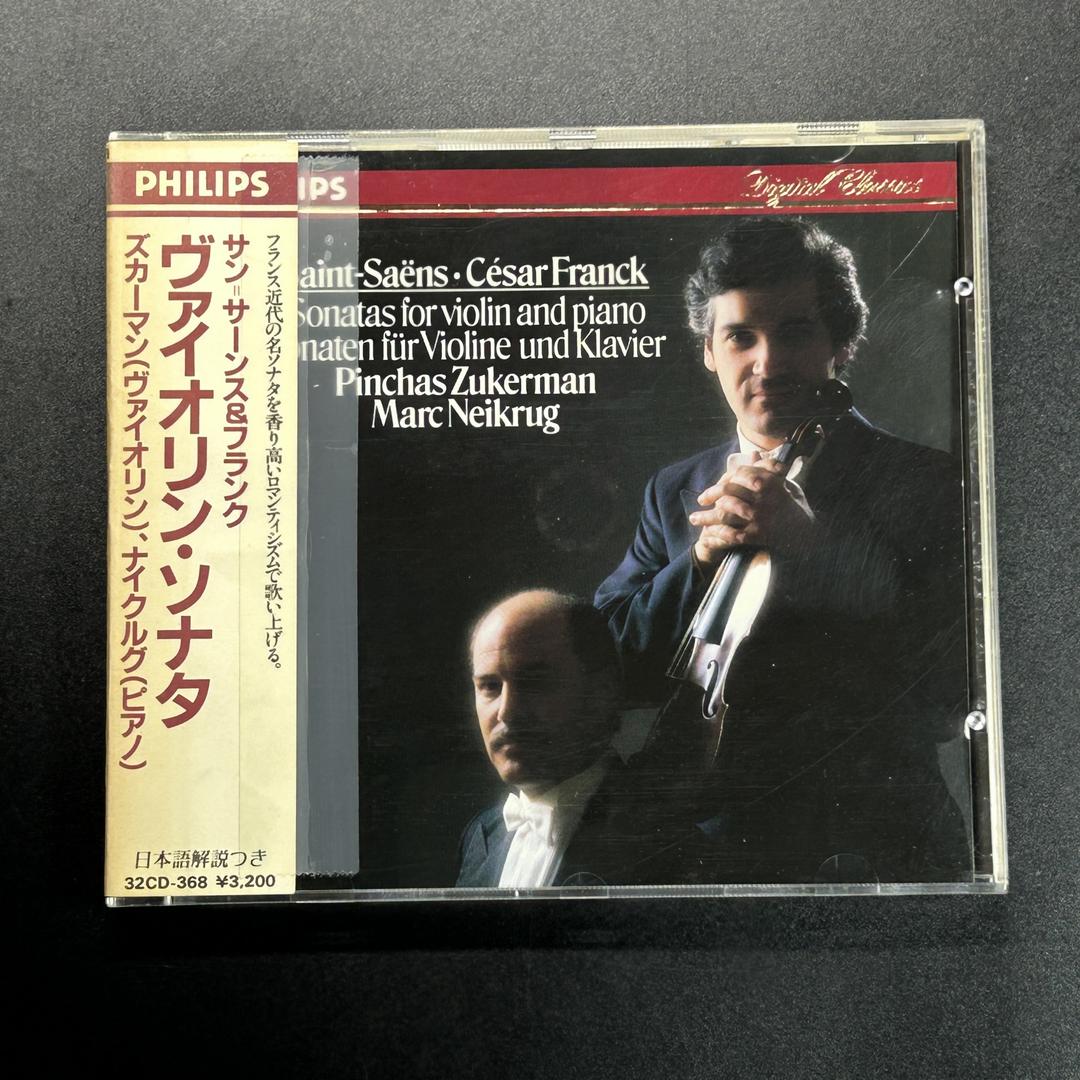 PHILIPS
フランス近代の名ソナタを香り高いロマンティシズムで歌い上げる。
サン=サーンス&フランク
ヴァイオリン・ソナタ
ズカーマン(ヴァイオリン)、ナイクルグ(ピアノ)
日本語解説つき
32CD-368 ¥3,200
IPS
Digital Classics
aint-Saëns・César Franck
Sonatas for violin and piano
onaten für Violine und Klavier
Pinchas Zukerman
Marc Neikrug